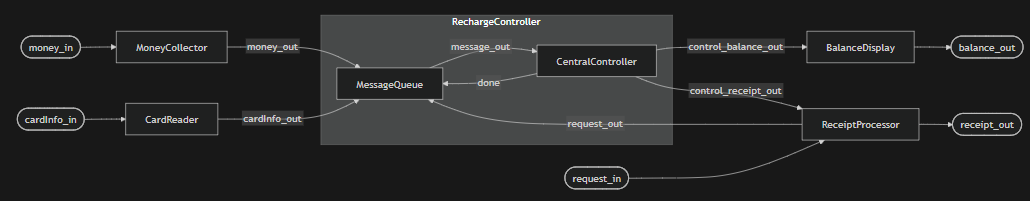 RechargeController
money_in
MoneyCollector
money_out
message_out
CentralController
control_balance_out
BalanceDisplay
balance_out
MessageQueue
done
control_receipt_out
cardInfo_in
CardReader
cardInfo_out
request_out
ReceiptProcessor
receipt_out
request_in